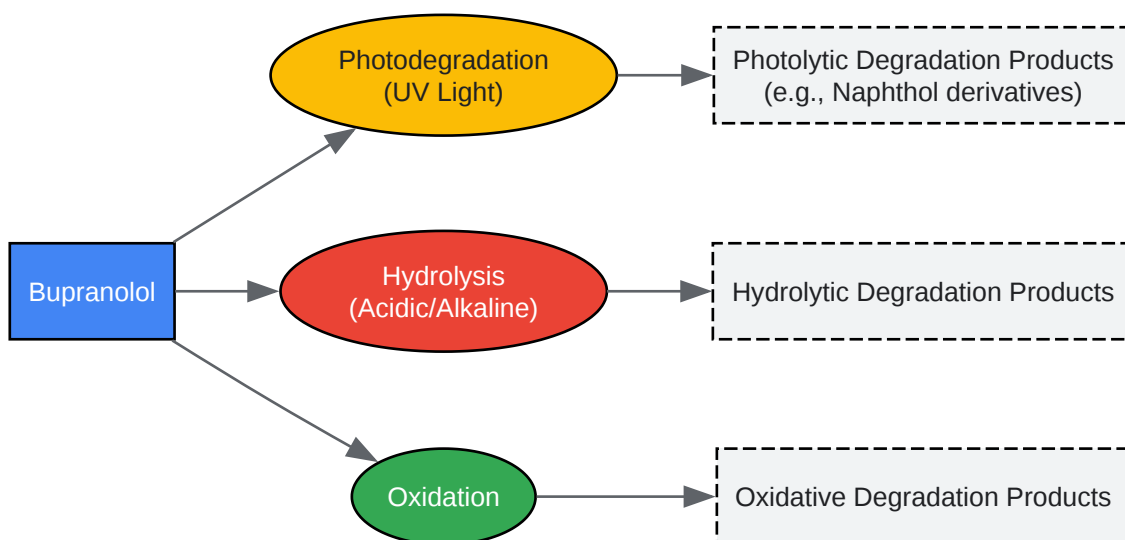 Photodegradation
(UV Light)
Photolytic Degradation Products
(e.g., Naphthol derivatives)
Bupranolol
Hydrolysis
(Acidic/Alkaline)
Hydrolytic Degradation Products
Oxidation
Oxidative Degradation Products